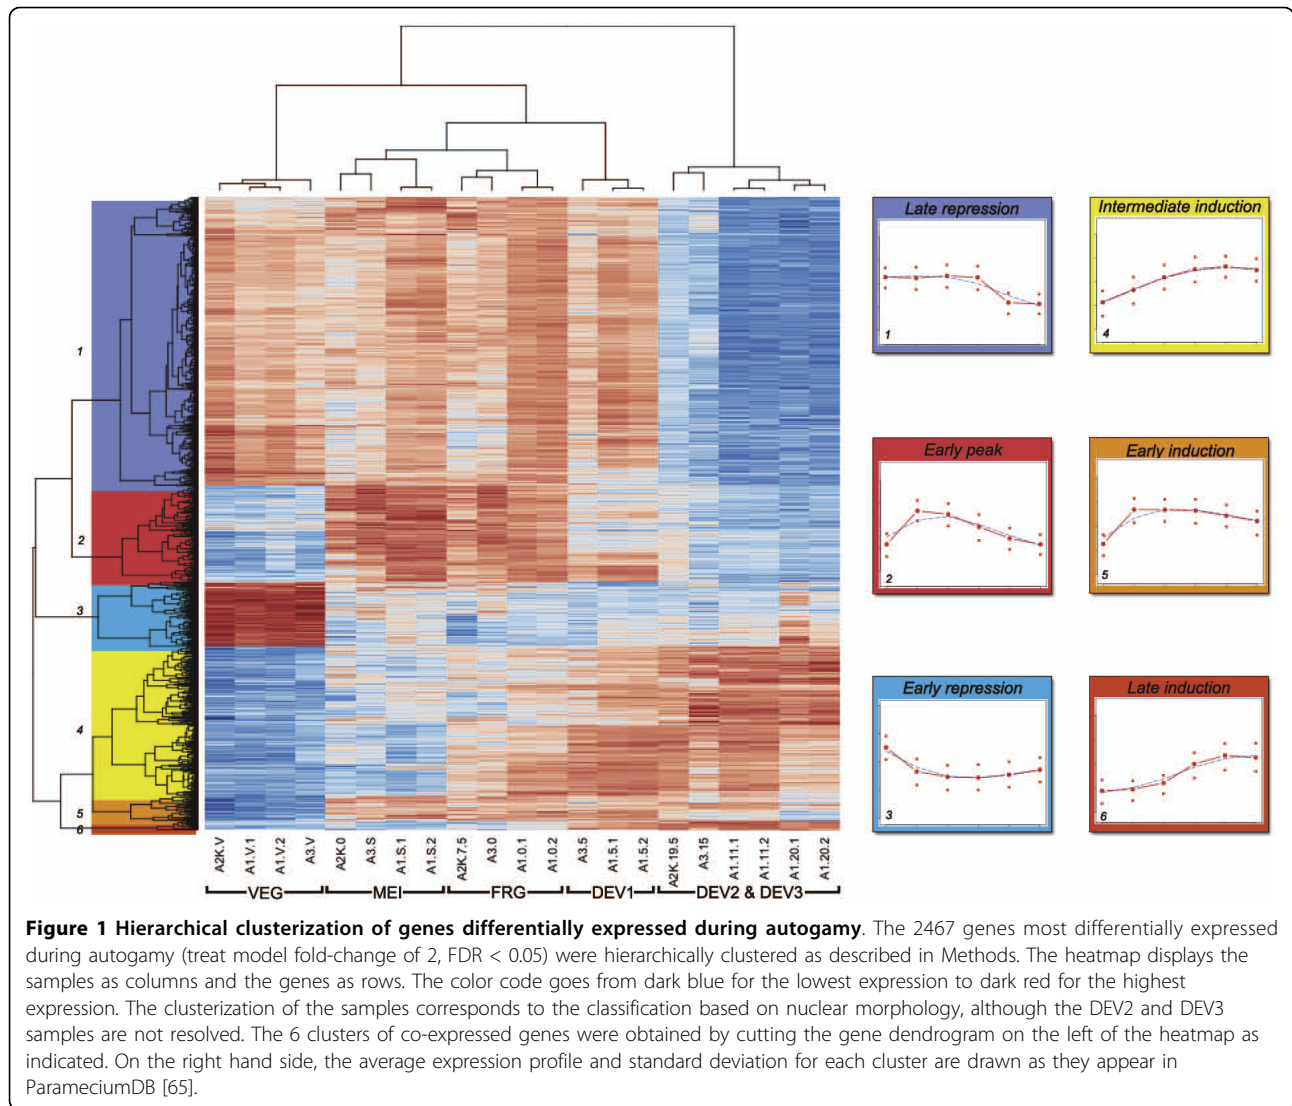 Late repression
1
Intermediate induction
4
Early peak
2
Early induction
5
Early repression
3
Late induction
6
1
2
3
4
5
6
A2K.V
A1.V.1
A1.V.2
A3.V
A2K.0
A3.S
A1.S.1
A1.S.2
A2K.7.5
A3.0
A1.0.1
A1.0.2
A3.5
A1.5.1
A1.5.2
A2K.19.5
A3.15
A1.11.1
A1.11.2
A1.20.1
A1.20.2
VEG MEI FRG DEV1 DEV2 & DEV3
Figure 1 Hierarchical clusterization of genes differentially expressed during autogamy. The 2467 genes most differentially expressed
during autogamy (treat model fold-change of 2, FDR < 0.05) were hierarchically clustered as described in Methods. The heatmap displays the
samples as columns and the genes as rows. The color code goes from dark blue for the lowest expression to dark red for the highest
expression. The clusterization of the samples corresponds to the classification based on nuclear morphology, although the DEV2 and DEV3
samples are not resolved. The 6 clusters of co-expressed genes were obtained by cutting the gene dendrogram on the left of the heatmap as
indicated. On the right hand side, the average expression profile and standard deviation for each cluster are drawn as they appear in
ParameciumDB [65].